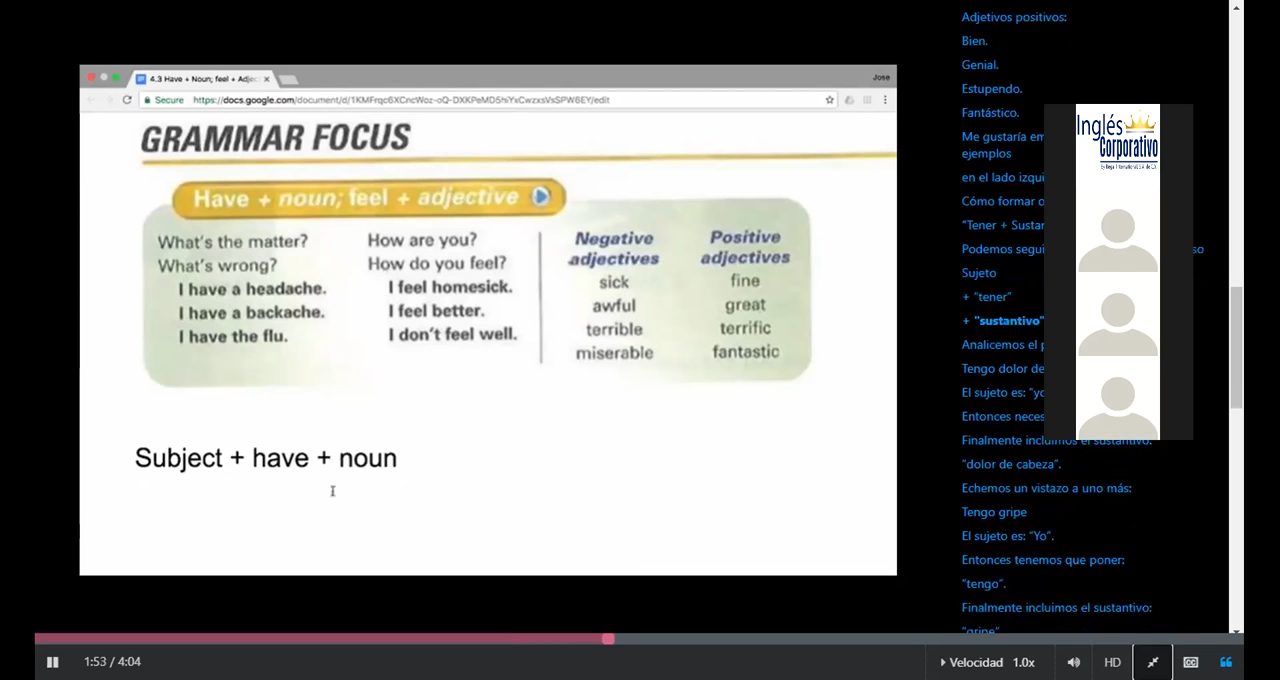 4.3 Have + Noun; feel + Adjec
Jose
Secure https://docs.google.com/document/d/
/edit
GRAMMAR FOCUS
Have + noun; feel + adjective
What's the matter?
What's wrong?
I have a headache.
I have a backache.
I have the flu.
How are you?
How do you feel?
I feel homesick.
I feel better.
I don't feel well.
Negative
adjectives
sick
awful
terrible
miserable
Positive
adjectives
fine
great
terrific
fantastic
Subject + have + noun
Adjetivos positivos:
Bien.
Genial.
Estupendo.
Fantástico.
Me gustaría em
ejemplos
en el lado izqui
Cómo formar o
"Tener + Sustan
Podemos segui
so
Sujeto
+ "tener"
+ "sustantivo"
Analicemos el p
Tengo dolor de
El sujeto es: "yo
Entonces neces
Finalmente incluimos el sustantivo:
"dolor de cabeza".
Echemos un vistazo a uno más:
Tengo gripe
El sujeto es: "Yo".
Entonces tenemos que poner:
"tengo".
Finalmente incluimos el sustantivo:
"gripe"
Inglés
Corporativo
1:53 / 4:04
Velocidad 1.0x
HD
CC